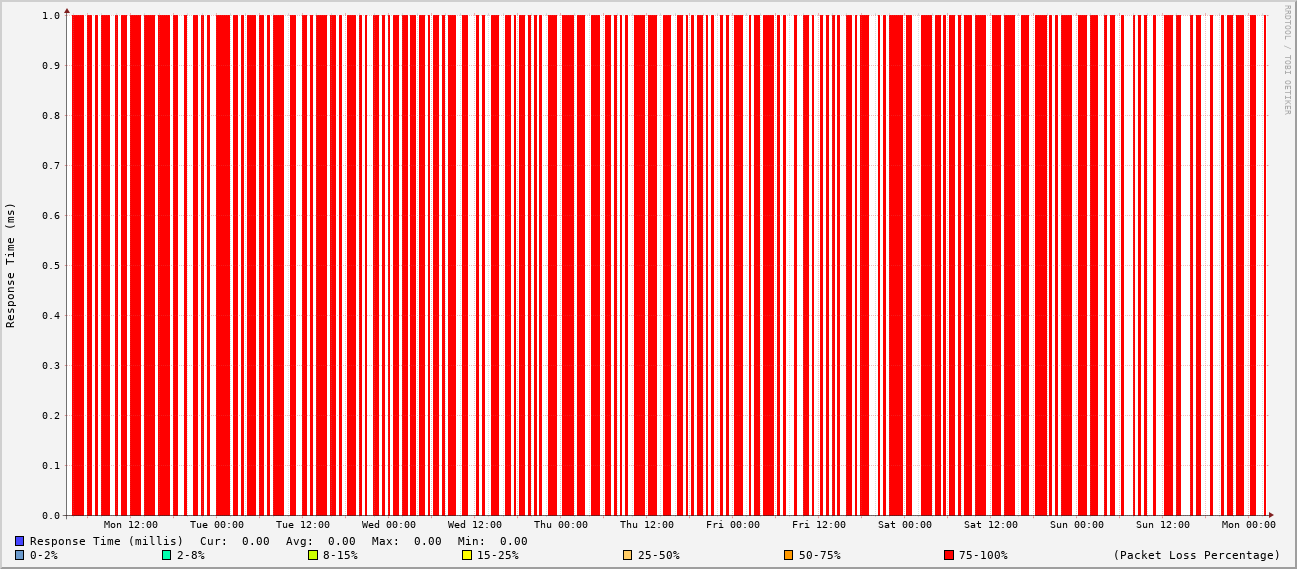 1.0
0.9
0.8
0.7
0.6
0.5
0.4
0.3
0.2
0.1
0.0
Response Time (ms)
RRDTOOL / TOBI OETIKER
Mon 12:00 Tue 00:00 Tue 12:00 Wed 00:00 Wed 12:00 Thu 00:00 Thu 12:00 Fri 00:00 Fri 12:00 Sat 00:00 Sat 12:00 Sun 00:00 Sun 12:00 Mon 00:00
Response Time (millis) Cur: 0.00 Avg: 0.00 Max: 0.00 Min: 0.00
0-2% 2-8% 8-15% 15-25% 25-50% 50-75% 75-100% (Packet Loss Percentage)